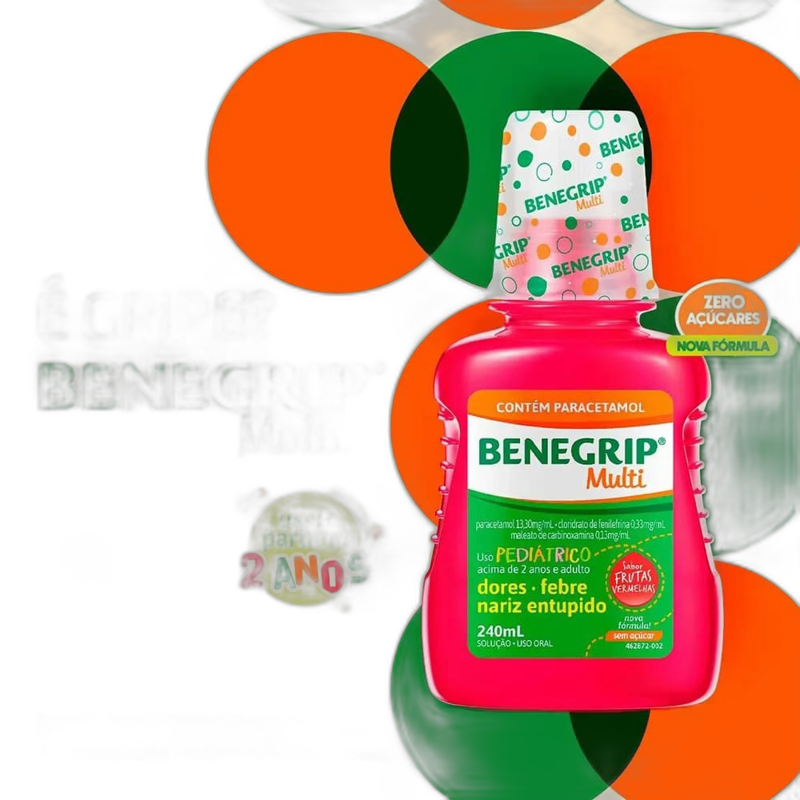 BENEGRIP®
Multi
BENEGRIP®
Multi
ZERO
AÇÚCARES
NOVA FÓRMULA
CONTÉM PARACETAMOL
BENEGRIP®
Multi
paracetamol 13,30mg/mL • cloridrato de fenilefrina 0,33mg/mL
maleato de carbinoxamina 0,13mg/mL
Uso PEDIÁTRICO
acima de 2 anos e adulto
dores • febre
nariz entupido
Sabor
FRUTAS
VERMELHAS
nova
fórmula!
sem açúcar
240mL
SOLUÇÃO • USO ORAL
462672-002
É GRIPE?
BENEGRIP®
Multi
2 ANOS